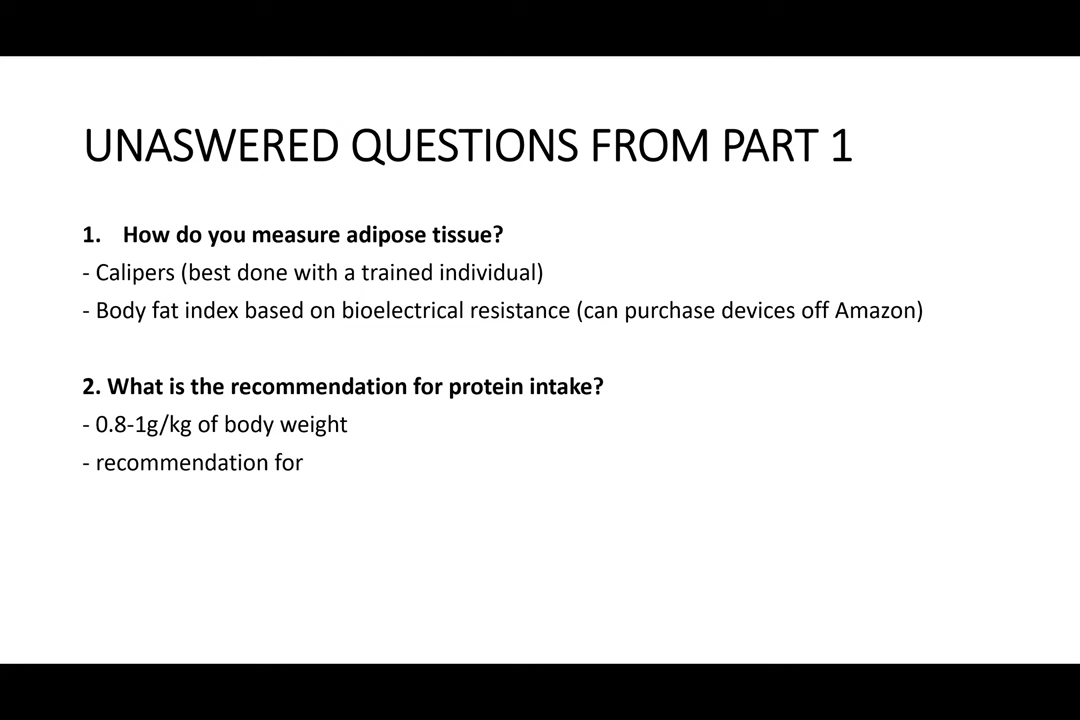 UNASWERED QUESTIONS FROM PART 1
1. How do you measure adipose tissue?
- Calipers (best done with a trained individual)
- Body fat index based on bioelectrical resistance (can purchase devices off Amazon)
2. What is the recommendation for protein intake?
- 0.8-1g/kg of body weight
- recommendation for